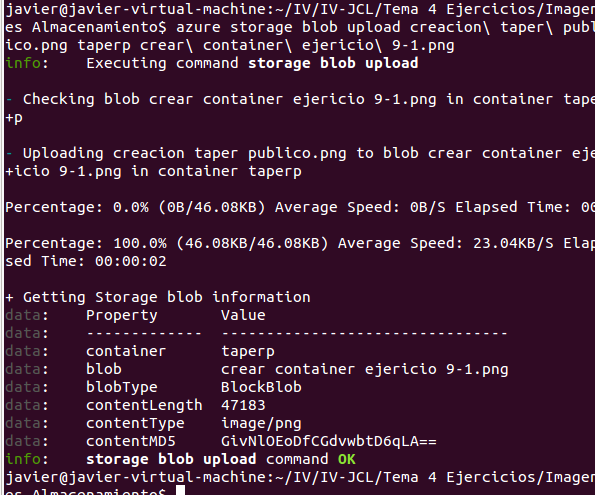 javier@javier-virtual-machine:~/IV/IV-JCL/Tema 4 Ejercicios/Imagen
es Almacenamiento$ azure storage blob upload creacion\ taper\ publ
ico.png taperp crear\ container\ ejericio\ 9-1.png
info:    Executing command storage blob upload
- Checking blob crear container ejericio 9-1.png in container tape
+p
- Uploading creacion taper publico.png to blob crear container eje
+icio 9-1.png in container taperp
Percentage: 0.0% (0B/46.08KB) Average Speed: 0B/S Elapsed Time: 00
Percentage: 100.0% (46.08KB/46.08KB) Average Speed: 23.04KB/S Elap
sed Time: 00:00:02
+ Getting Storage blob information
data:    Property       Value
data:    -------------  --------------------------------
data:    container      taperp
data:    blob           crear container ejericio 9-1.png
data:    blobType       BlockBlob
data:    contentLength  47183
data:    contentType    image/png
data:    contentMD5     GivNlOEoDfCGdvwbtD6qLA==
info:    storage blob upload command OK
javier@javier-virtual-machine:~/IV/IV-JCL/Tema 4 Ejercicios/Imagen
es Almacenamiento$